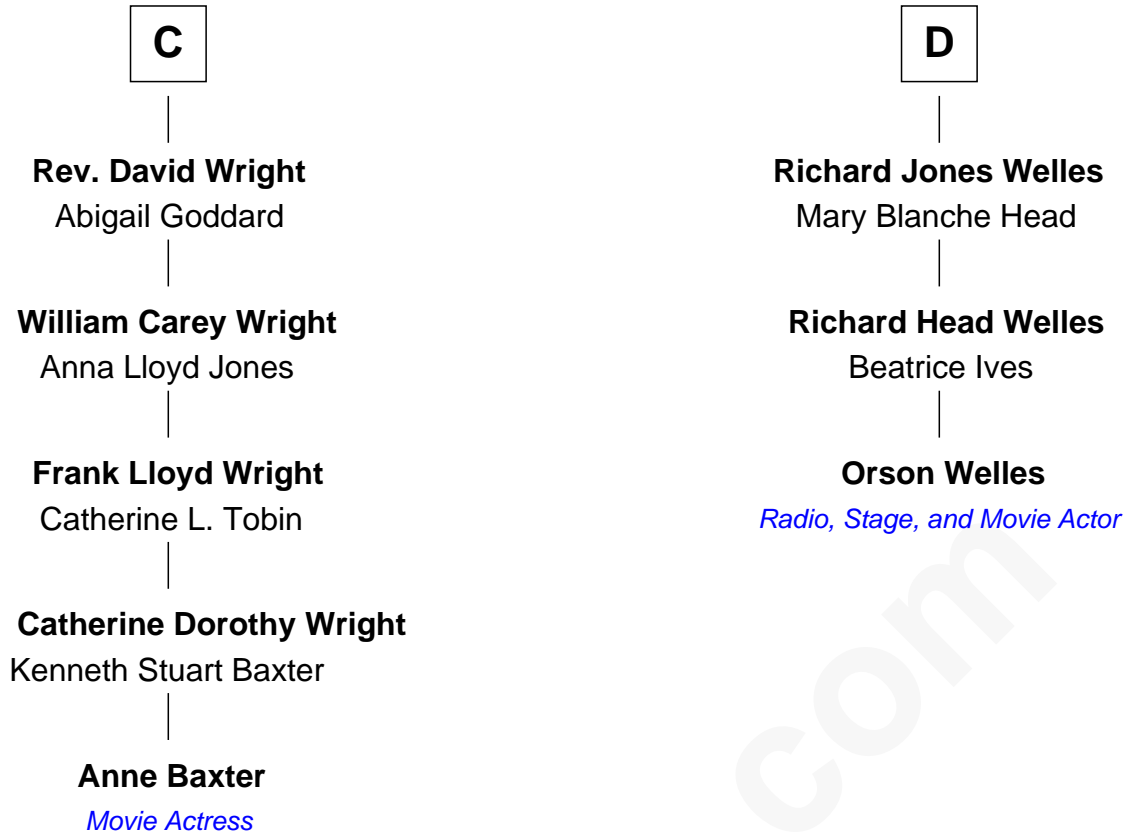 C
Rev. David Wright
Abigail Goddard
William Carey Wright
Anna Lloyd Jones
Frank Lloyd Wright
Catherine L. Tobin
Catherine Dorothy Wright
Kenneth Stuart Baxter
Anne Baxter
Movie Actress
D
Richard Jones Welles
Mary Blanche Head
Richard Head Welles
Beatrice Ives
Orson Welles
Radio, Stage, and Movie Actor
com